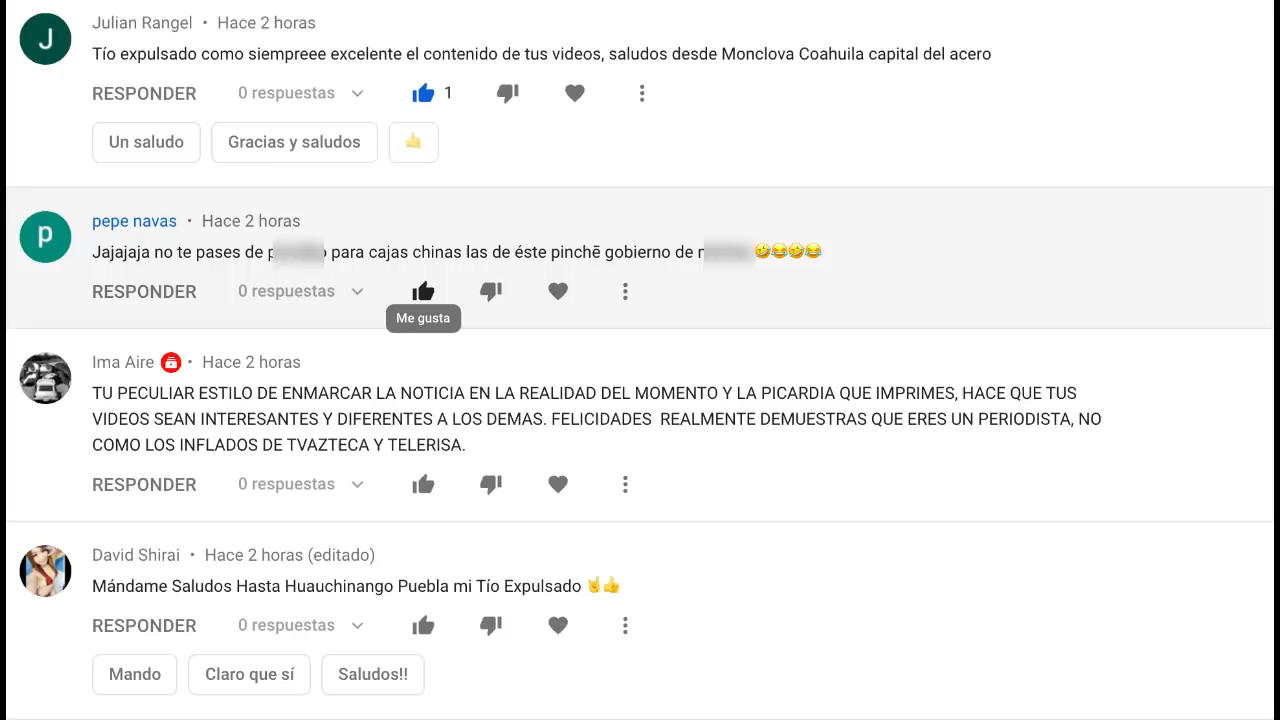 J
Julian Rangel • Hace 2 horas
Tío expulsado como siempreee excelente el contenido de tus videos, saludos desde Monclova Coahuila capital del acero
RESPONDER 0 respuestas 1
Un saludo Gracias y saludos 🤙
p
pepe navas • Hace 2 horas
Jajajaja no te pases de para cajas chinas las de éste pinchē gobierno de 🤣😂🤣😂
RESPONDER 0 respuestas
Me gusta
Ima Aire • Hace 2 horas
TU PECULIAR ESTILO DE ENMARCAR LA NOTICIA EN LA REALIDAD DEL MOMENTO Y LA PICARDIA QUE IMPRIMES, HACE QUE TUS
VIDEOS SEAN INTERESANTES Y DIFERENTES A LOS DEMAS. FELICIDADES  REALMENTE DEMUESTRAS QUE ERES UN PERIODISTA, NO
COMO LOS INFLADOS DE TVAZTECA Y TELERISA.
RESPONDER 0 respuestas
David Shirai • Hace 2 horas (editado)
Mándame Saludos Hasta Huauchinango Puebla mi Tío Expulsado 🤘👍
RESPONDER 0 respuestas
Mando Claro que sí Saludos!!